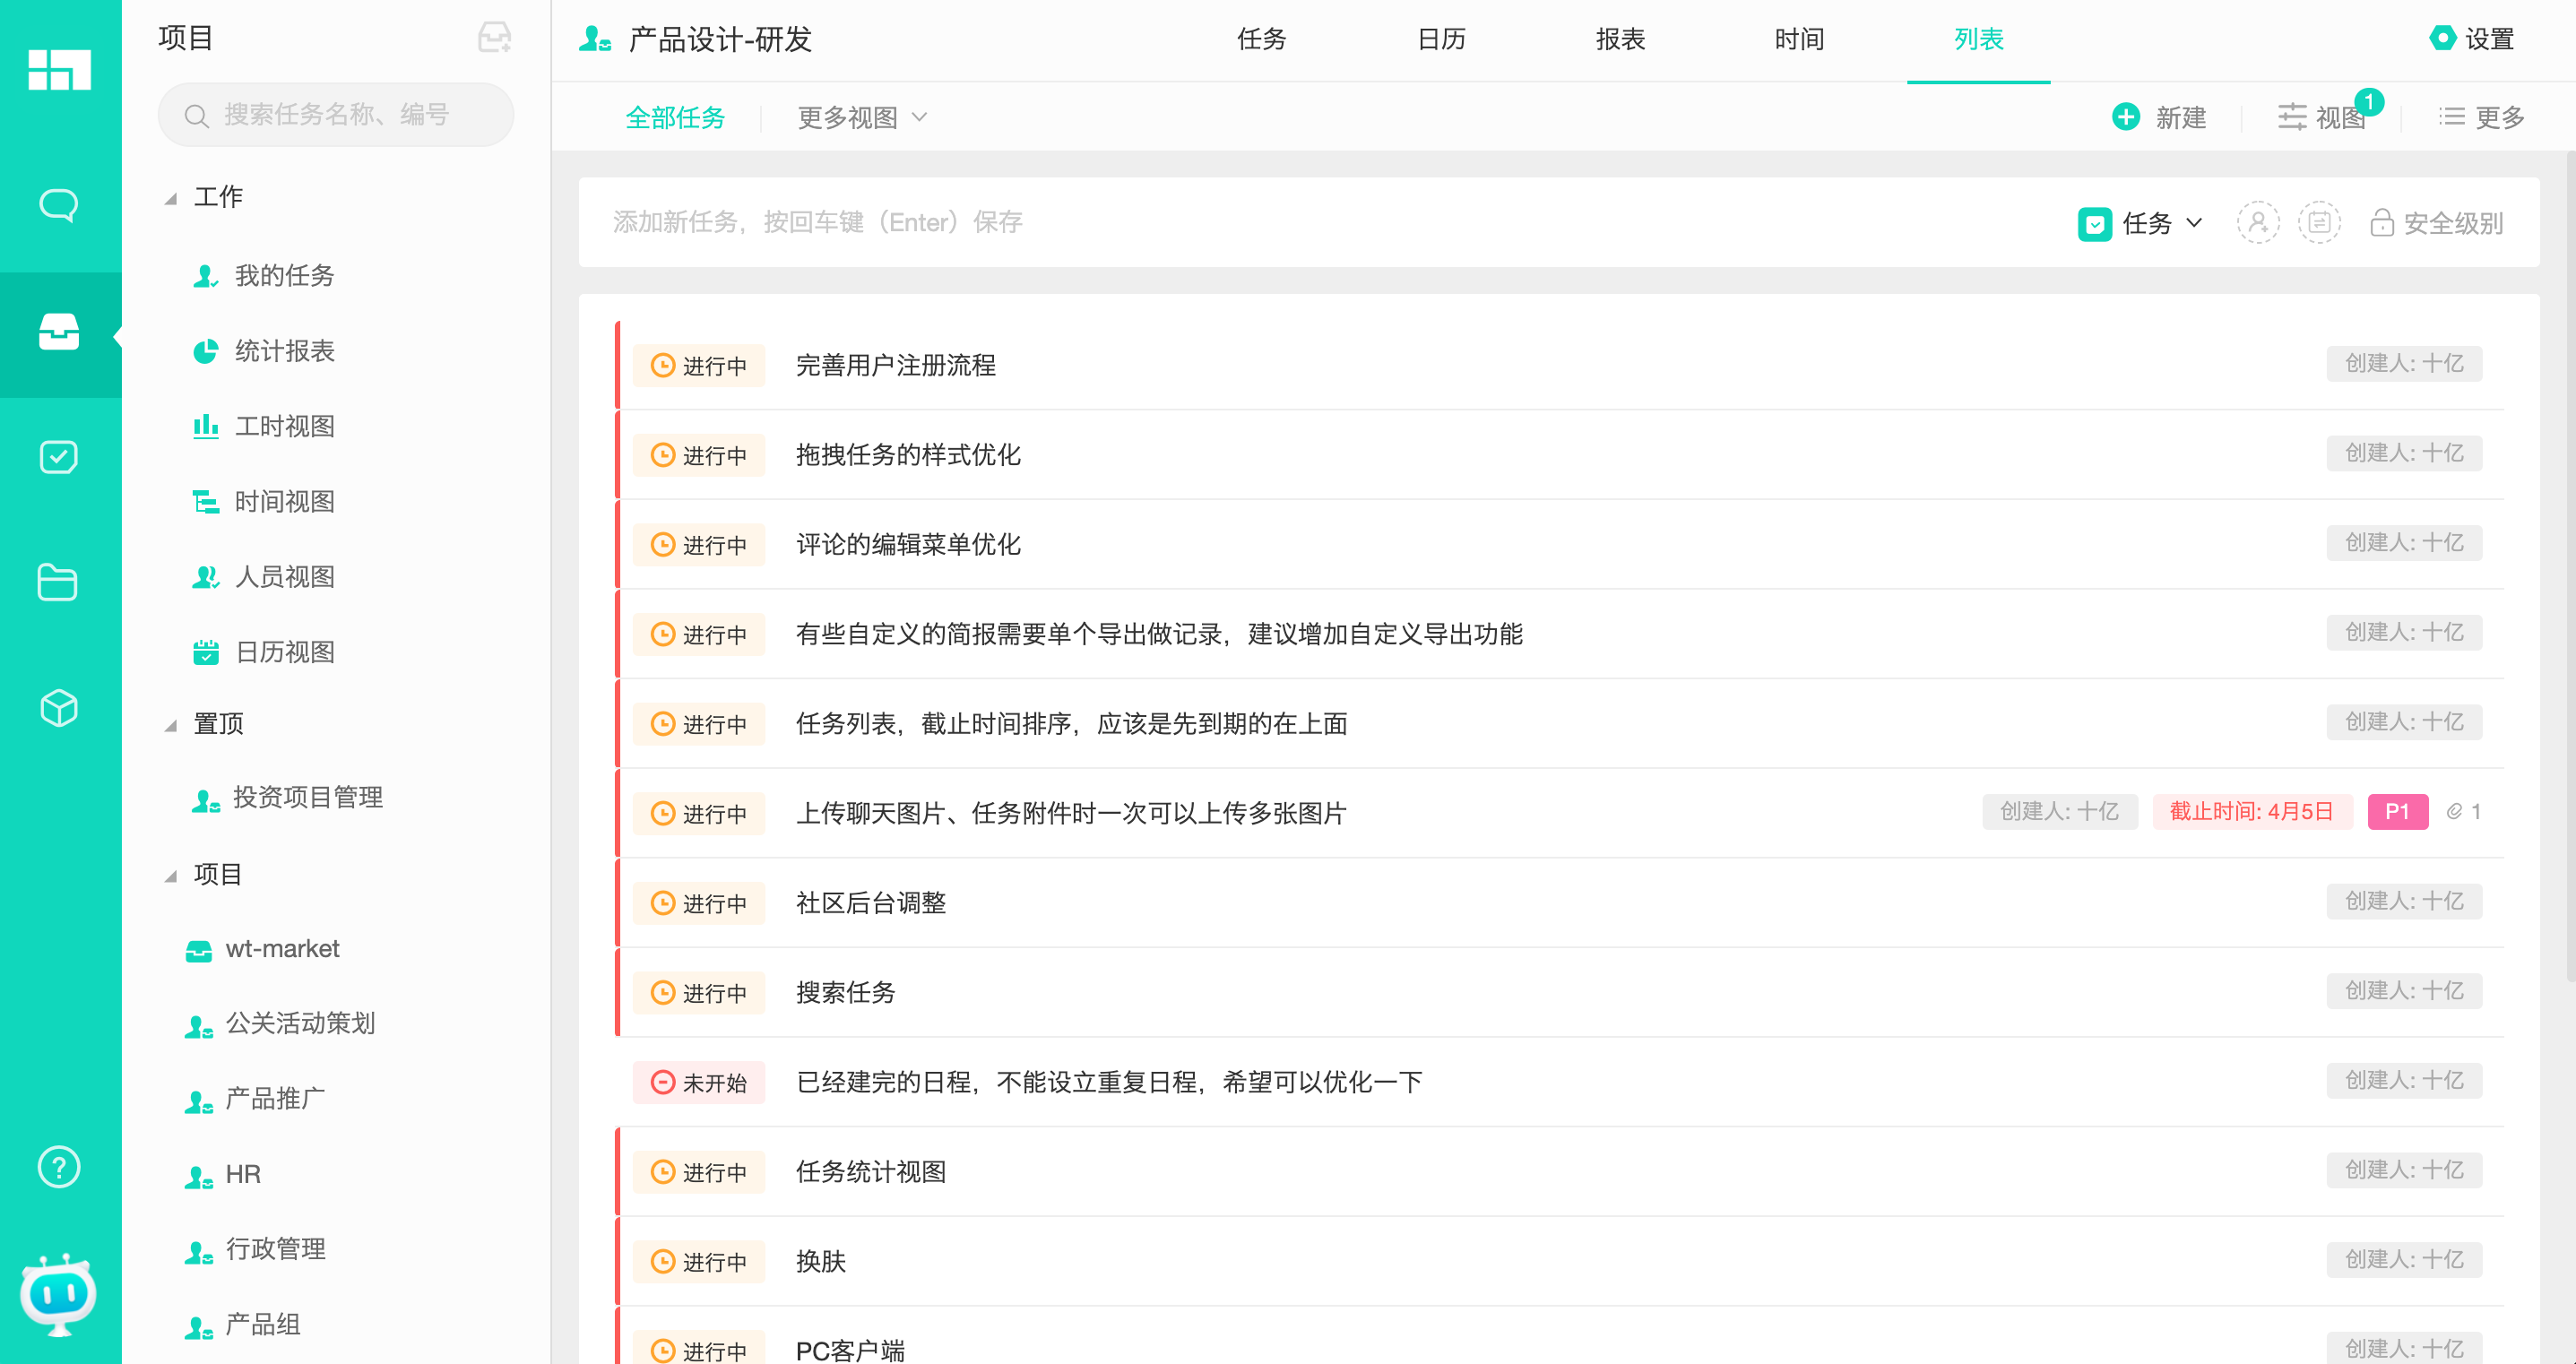 项目
搜索任务名称、编号
工作
我的任务
统计报表
工时视图
时间视图
人员视图
日历视图
置顶
投资项目管理
项目
wt-market
公关活动策划
产品推广
HR
行政管理
产品组
产品设计-研发
任务
日历
报表
时间
列表
设置
全部任务
更多视图
新建
视图
1
更多
添加新任务，按回车键（Enter）保存
任务
安全级别
进行中 完善用户注册流程 创建人: 十亿
进行中 拖拽任务的样式优化 创建人: 十亿
进行中 评论的编辑菜单优化 创建人: 十亿
进行中 有些自定义的简报需要单个导出做记录，建议增加自定义导出功能 创建人: 十亿
进行中 任务列表，截止时间排序，应该是先到期的在上面 创建人: 十亿
进行中 上传聊天图片、任务附件时一次可以上传多张图片 创建人: 十亿 截止时间: 4月5日 P1 1
进行中 社区后台调整 创建人: 十亿
进行中 搜索任务 创建人: 十亿
未开始 已经建完的日程，不能设立重复日程，希望可以优化一下 创建人: 十亿
进行中 任务统计视图 创建人: 十亿
进行中 换肤 创建人: 十亿
进行中 PC客户端 创建人: 十亿